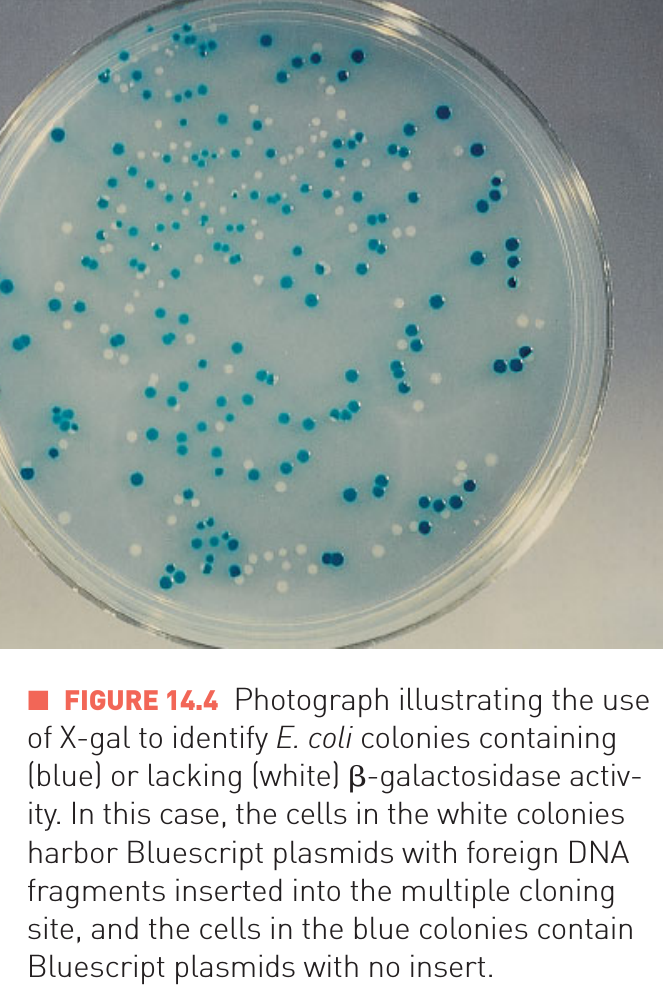 ■ FIGURE 14.4 Photograph illustrating the use
of X-gal to identify E. coli colonies containing
(blue) or lacking (white) β-galactosidase activ-
ity. In this case, the cells in the white colonies
harbor Bluescript plasmids with foreign DNA
fragments inserted into the multiple cloning
site, and the cells in the blue colonies contain
Bluescript plasmids with no insert.